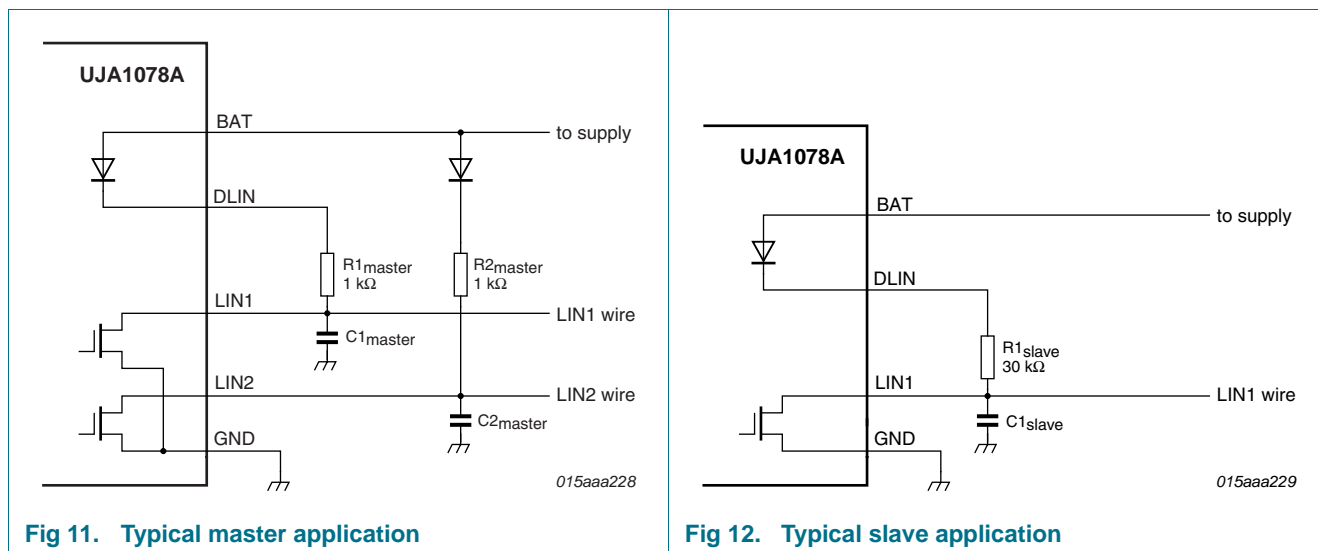 UJA1078A
BAT
to supply
DLIN
R1master
1 kΩ
R2master
1 kΩ
LIN1
LIN1 wire
C1master
LIN2
LIN2 wire
C2master
GND
015aaa228
Fig 11. Typical master application
UJA1078A
BAT
to supply
DLIN
R1slave
30 kΩ
LIN1
LIN1 wire
C1slave
GND
015aaa229
Fig 12. Typical slave application